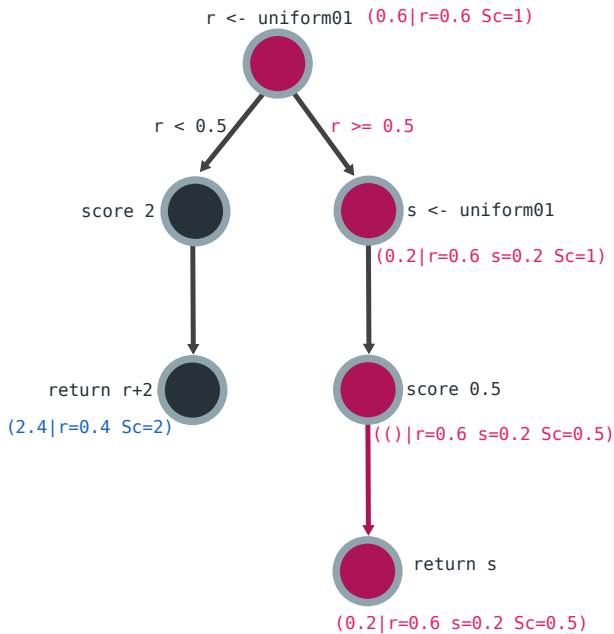 r <- uniform01 (0.6|r=0.6 Sc=1)
r < 0.5 r >= 0.5
score 2 s <- uniform01
(0.2|r=0.6 s=0.2 Sc=1)
return r+2 score 0.5
(2.4|r=0.4 Sc=2) (()|r=0.6 s=0.2 Sc=0.5)
return s
(0.2|r=0.6 s=0.2 Sc=0.5)